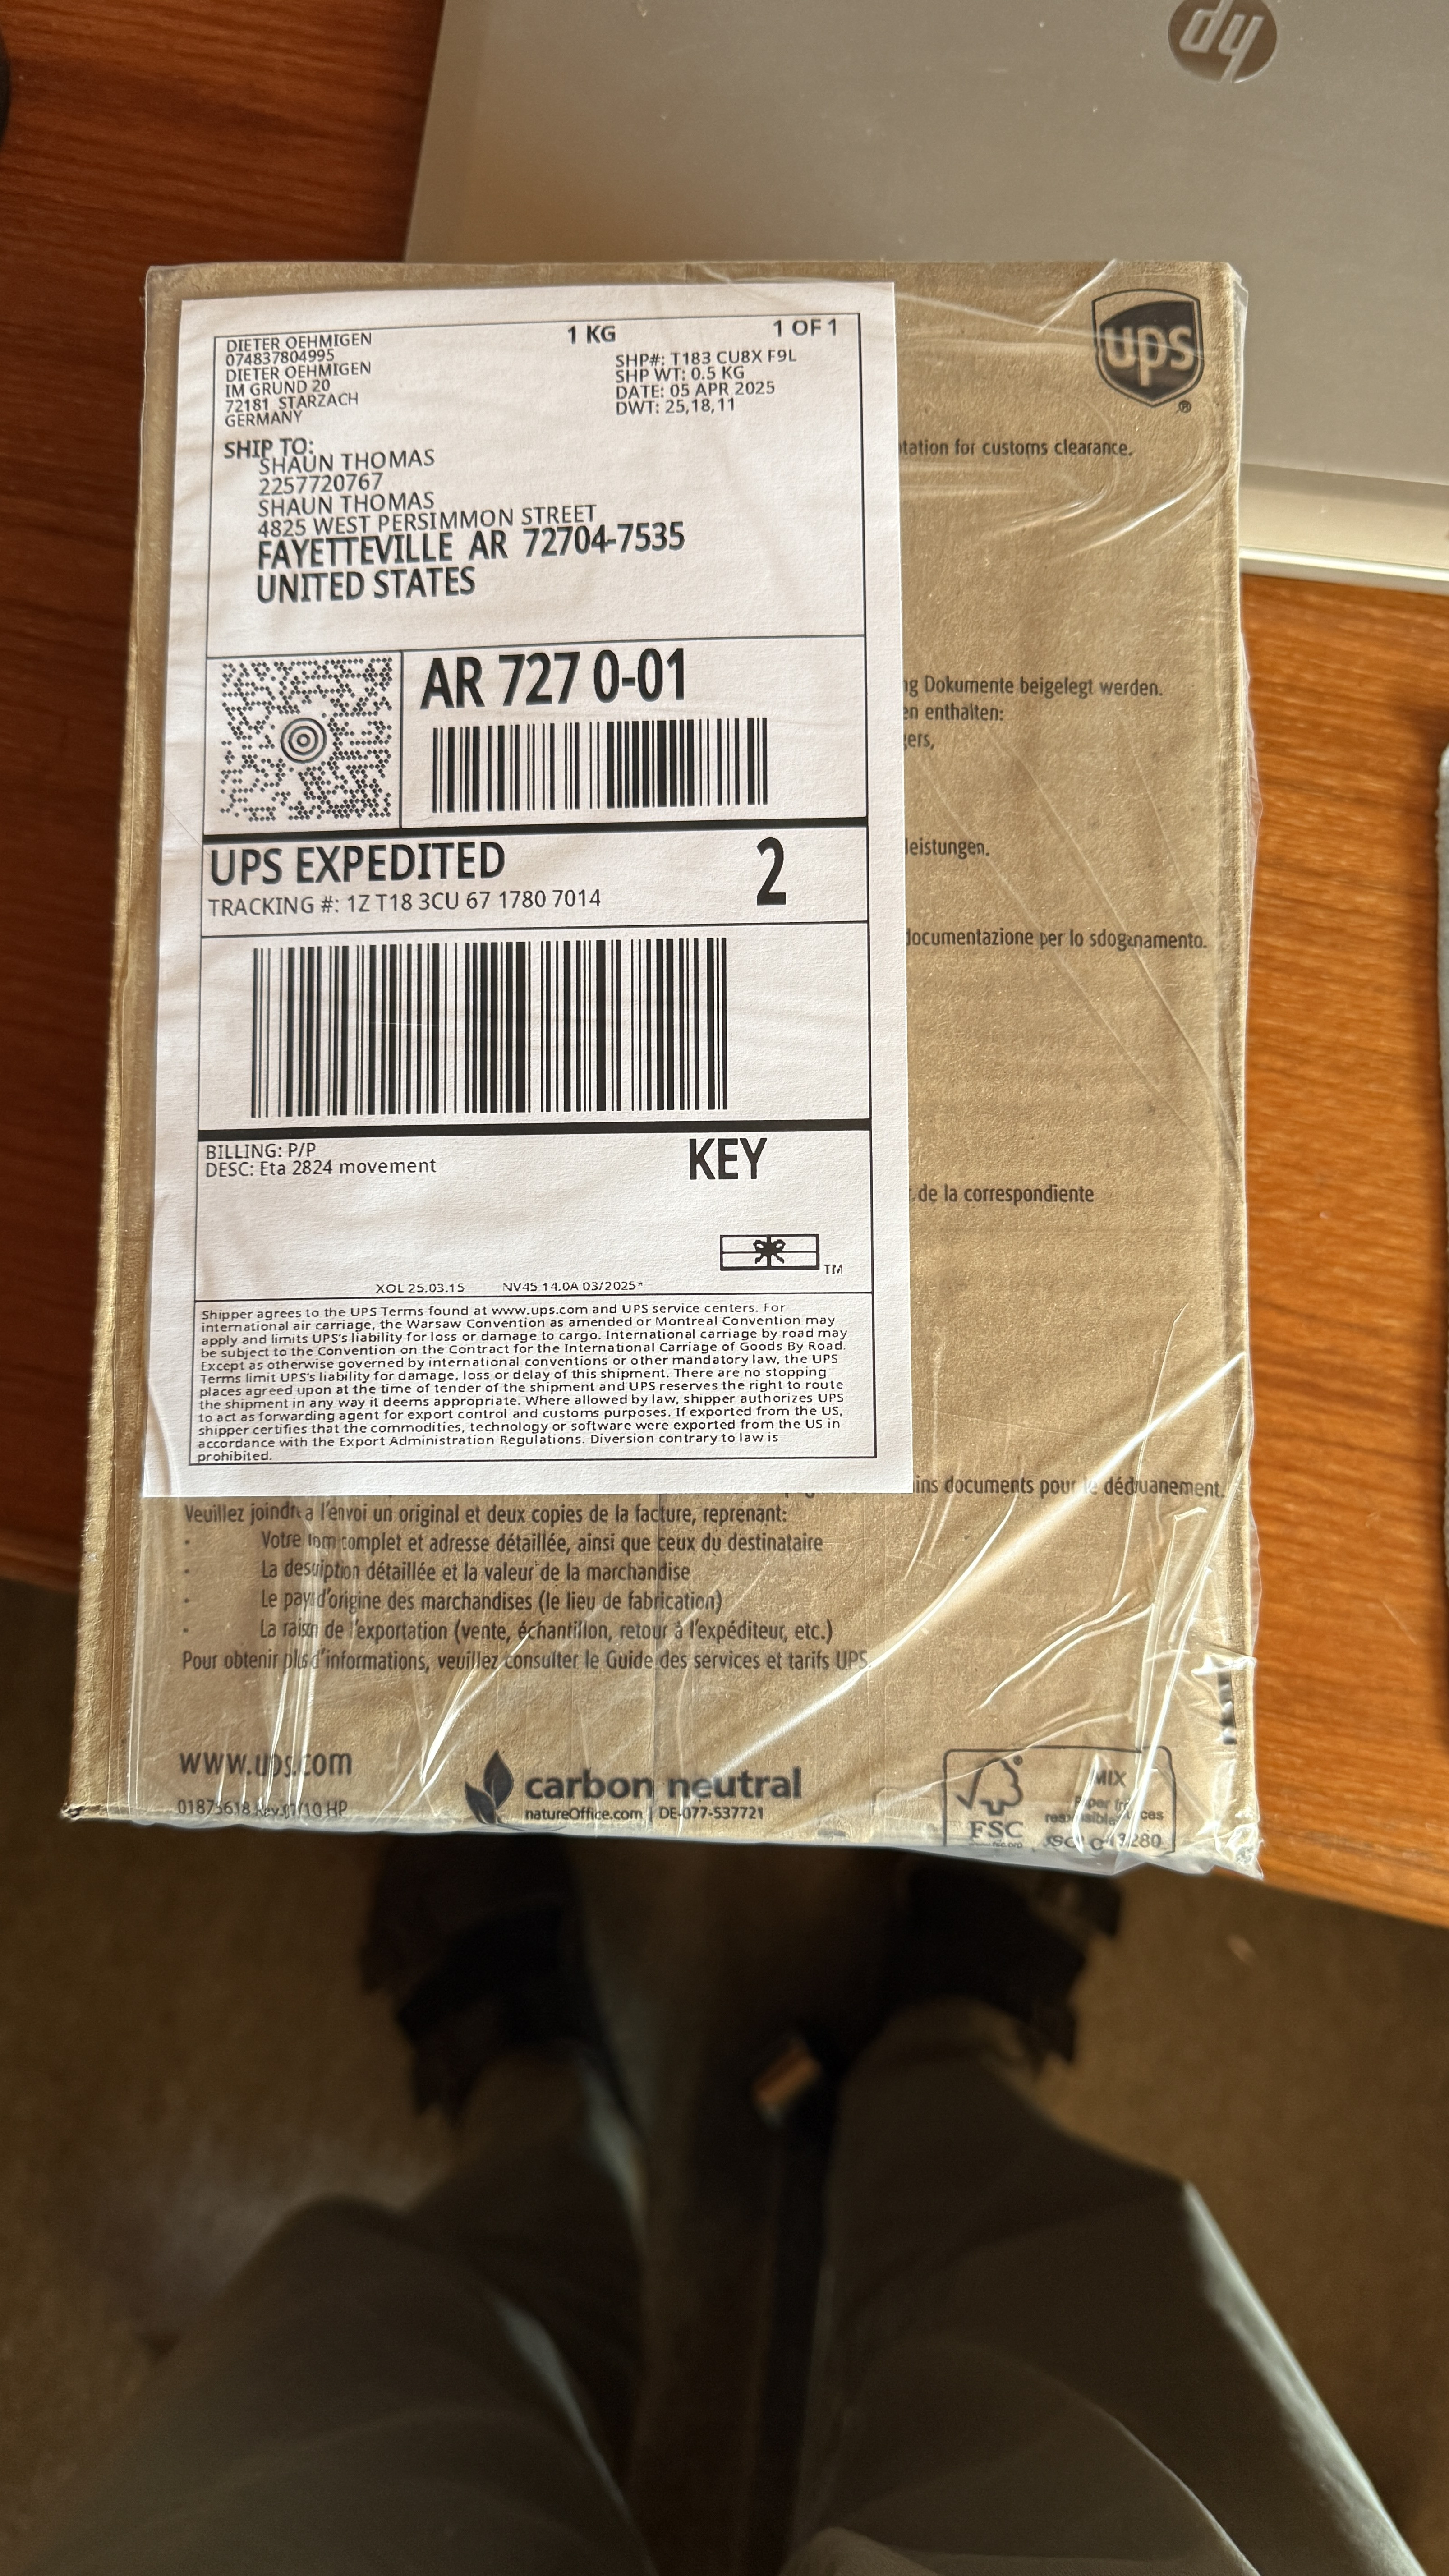 hp
DIETER OEHMIGEN
074837804995
DIETER OEHMIGEN
IM GRUND 20
72181 STARZACH
GERMANY
1 KG
1 OF 1
SHP#: T183 CU8X F9L
SHP WT: 0.5 KG
DATE: 05 APR 2025
DWT: 25,18,11
SHIP TO:
SHAUN THOMAS
2257720767
SHAUN THOMAS
4825 WEST PERSIMMON STREET
FAYETTEVILLE AR 72704-7535
UNITED STATES
AR 727 0-01
UPS EXPEDITED
2
TRACKING #: 1Z T18 3CU 67 1780 7014
BILLING: P/P
DESC: Eta 2824 movement
KEY
TM
XOL 25.03.15 NV45 14.0A 03/2025*
Shipper agrees to the UPS Terms found at www.ups.com and UPS service centers. For
international air carriage, the Warsaw Convention as amended or Montreal Convention may
apply and limits UPS's liability for loss or damage to cargo. International carriage by road may
be subject to the Convention on the Contract for the International Carriage of Goods By Road.
Except as otherwise governed by international conventions or other mandatory law, the UPS
Terms limit UPS's liability for damage, loss or delay of this shipment. There are no stopping
places agreed upon at the time of tender of the shipment and UPS reserves the right to route
the shipment in any way it deems appropriate. Where allowed by law, shipper authorizes UPS
to act as forwarding agent for export control and customs purposes. If exported from the US,
shipper certifies that the commodities, technology or software were exported from the US in
accordance with the Export Administration Regulations. Diversion contrary to law is
prohibited.
ups
®
for customs clearance.
Dokumente beigelegt werden.
enthalten:
documentazione per lo sdoganamento.
de la correspondiente
documents pour le dédouanement.
Veuillez joindre a l'envoi un original et deux copies de la facture, reprenant:
· Votre nom complet et adresse détaillée, ainsi que ceux du destinataire
· La description détaillée et la valeur de la marchandise
· Le pays d'origine des marchandises (le lieu de fabrication)
· La raison de l'exportation (vente, échantillon, retour à l'expéditeur, etc.)
Pour obtenir plus d'informations, veuillez consulter le Guide des services et tarifs UPS.
www.ups.com
carbon neutral
natureOffice.com | DE-077-537721
FSC
MIX